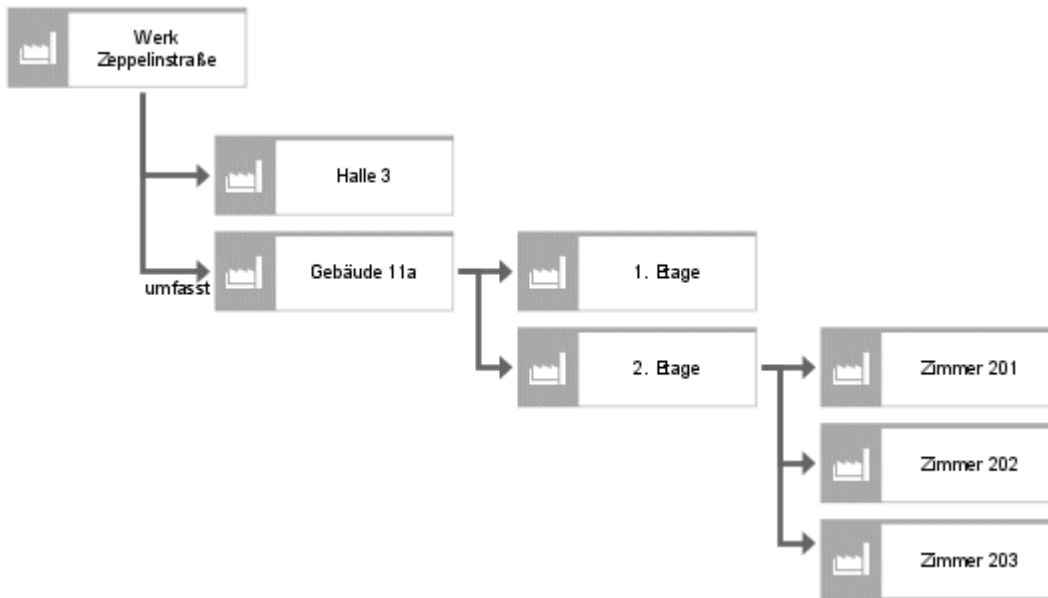 Werk
Zeppelinstraße
Halle 3
Gebäude 11a
umfasst
1. Etage
2. Etage
Zimmer 201
Zimmer 202
Zimmer 203